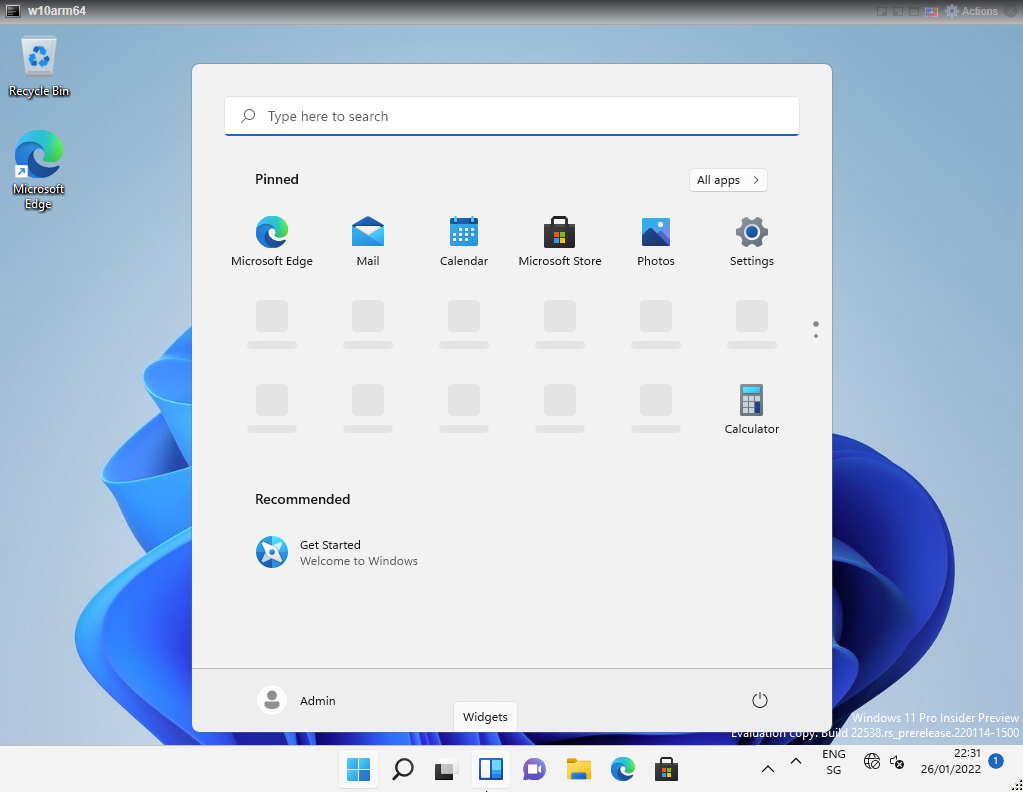 w10arm64
Actions
Recycle Bin
Microsoft
Edge
Type here to search
Pinned
All apps
Microsoft Edge
Mail
Calendar
Microsoft Store
Photos
Settings
Calculator
Recommended
Get Started
Welcome to Windows
Admin
Widgets
Windows 11 Pro Insider Preview
Evaluation copy. Build 22538.rs_prerelease.220114-1500
ENG
SG
22:31
26/01/2022
1